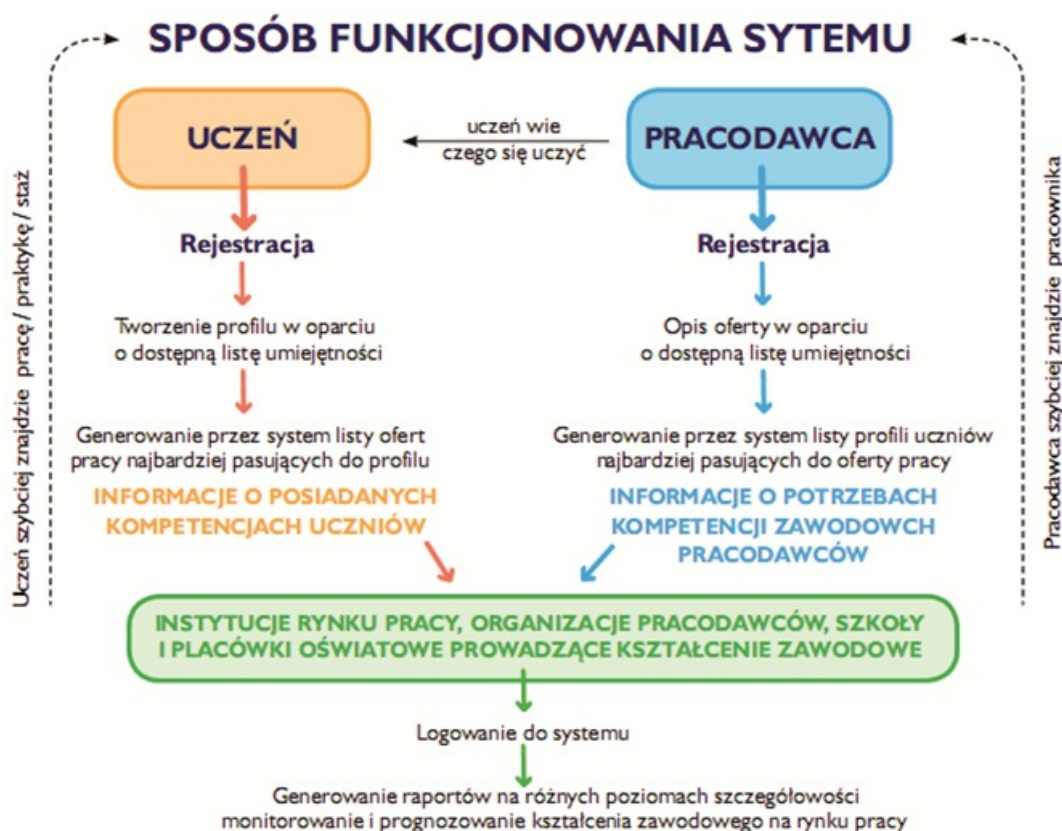 SPOSÓB FUNKCJONOWANIA SYTEMU
UCZEŃ
uczeń wie
czego się uczyć
PRACODAWCA
Rejestracja
Rejestracja
Tworzenie profilu w oparciu
o dostępną listę umiejętności
Opis oferty w oparciu
o dostępną listę umiejętności
Generowanie przez system listy ofert
pracy najbardziej pasujących do profilu
Generowanie przez system listy profili uczniów
najbardziej pasujących do oferty pracy
INFORMACJE O POSIADANYCH
KOMPETENCJACH UCZNIÓW
INFORMACJE O POTRZEBACH
KOMPETENCJI ZAWODOWCH
PRACODAWCÓW
INSTYTUCJE RYNKU PRACY, ORGANIZACJE PRACODAWCÓW, SZKOŁY
I PLACÓWKI OŚWIATOWE PROWADZĄCE KSZTAŁCENIE ZAWODOWE
Logowanie do systemu
Generowanie raportów na różnych poziomach szczegółowości
monitorowanie i prognozowanie kształcenia zawodowego na rynku pracy
Uczeń szybciej znajdzie pracę / praktykę / staż
Pracodawca szybciej znajdzie pracownika